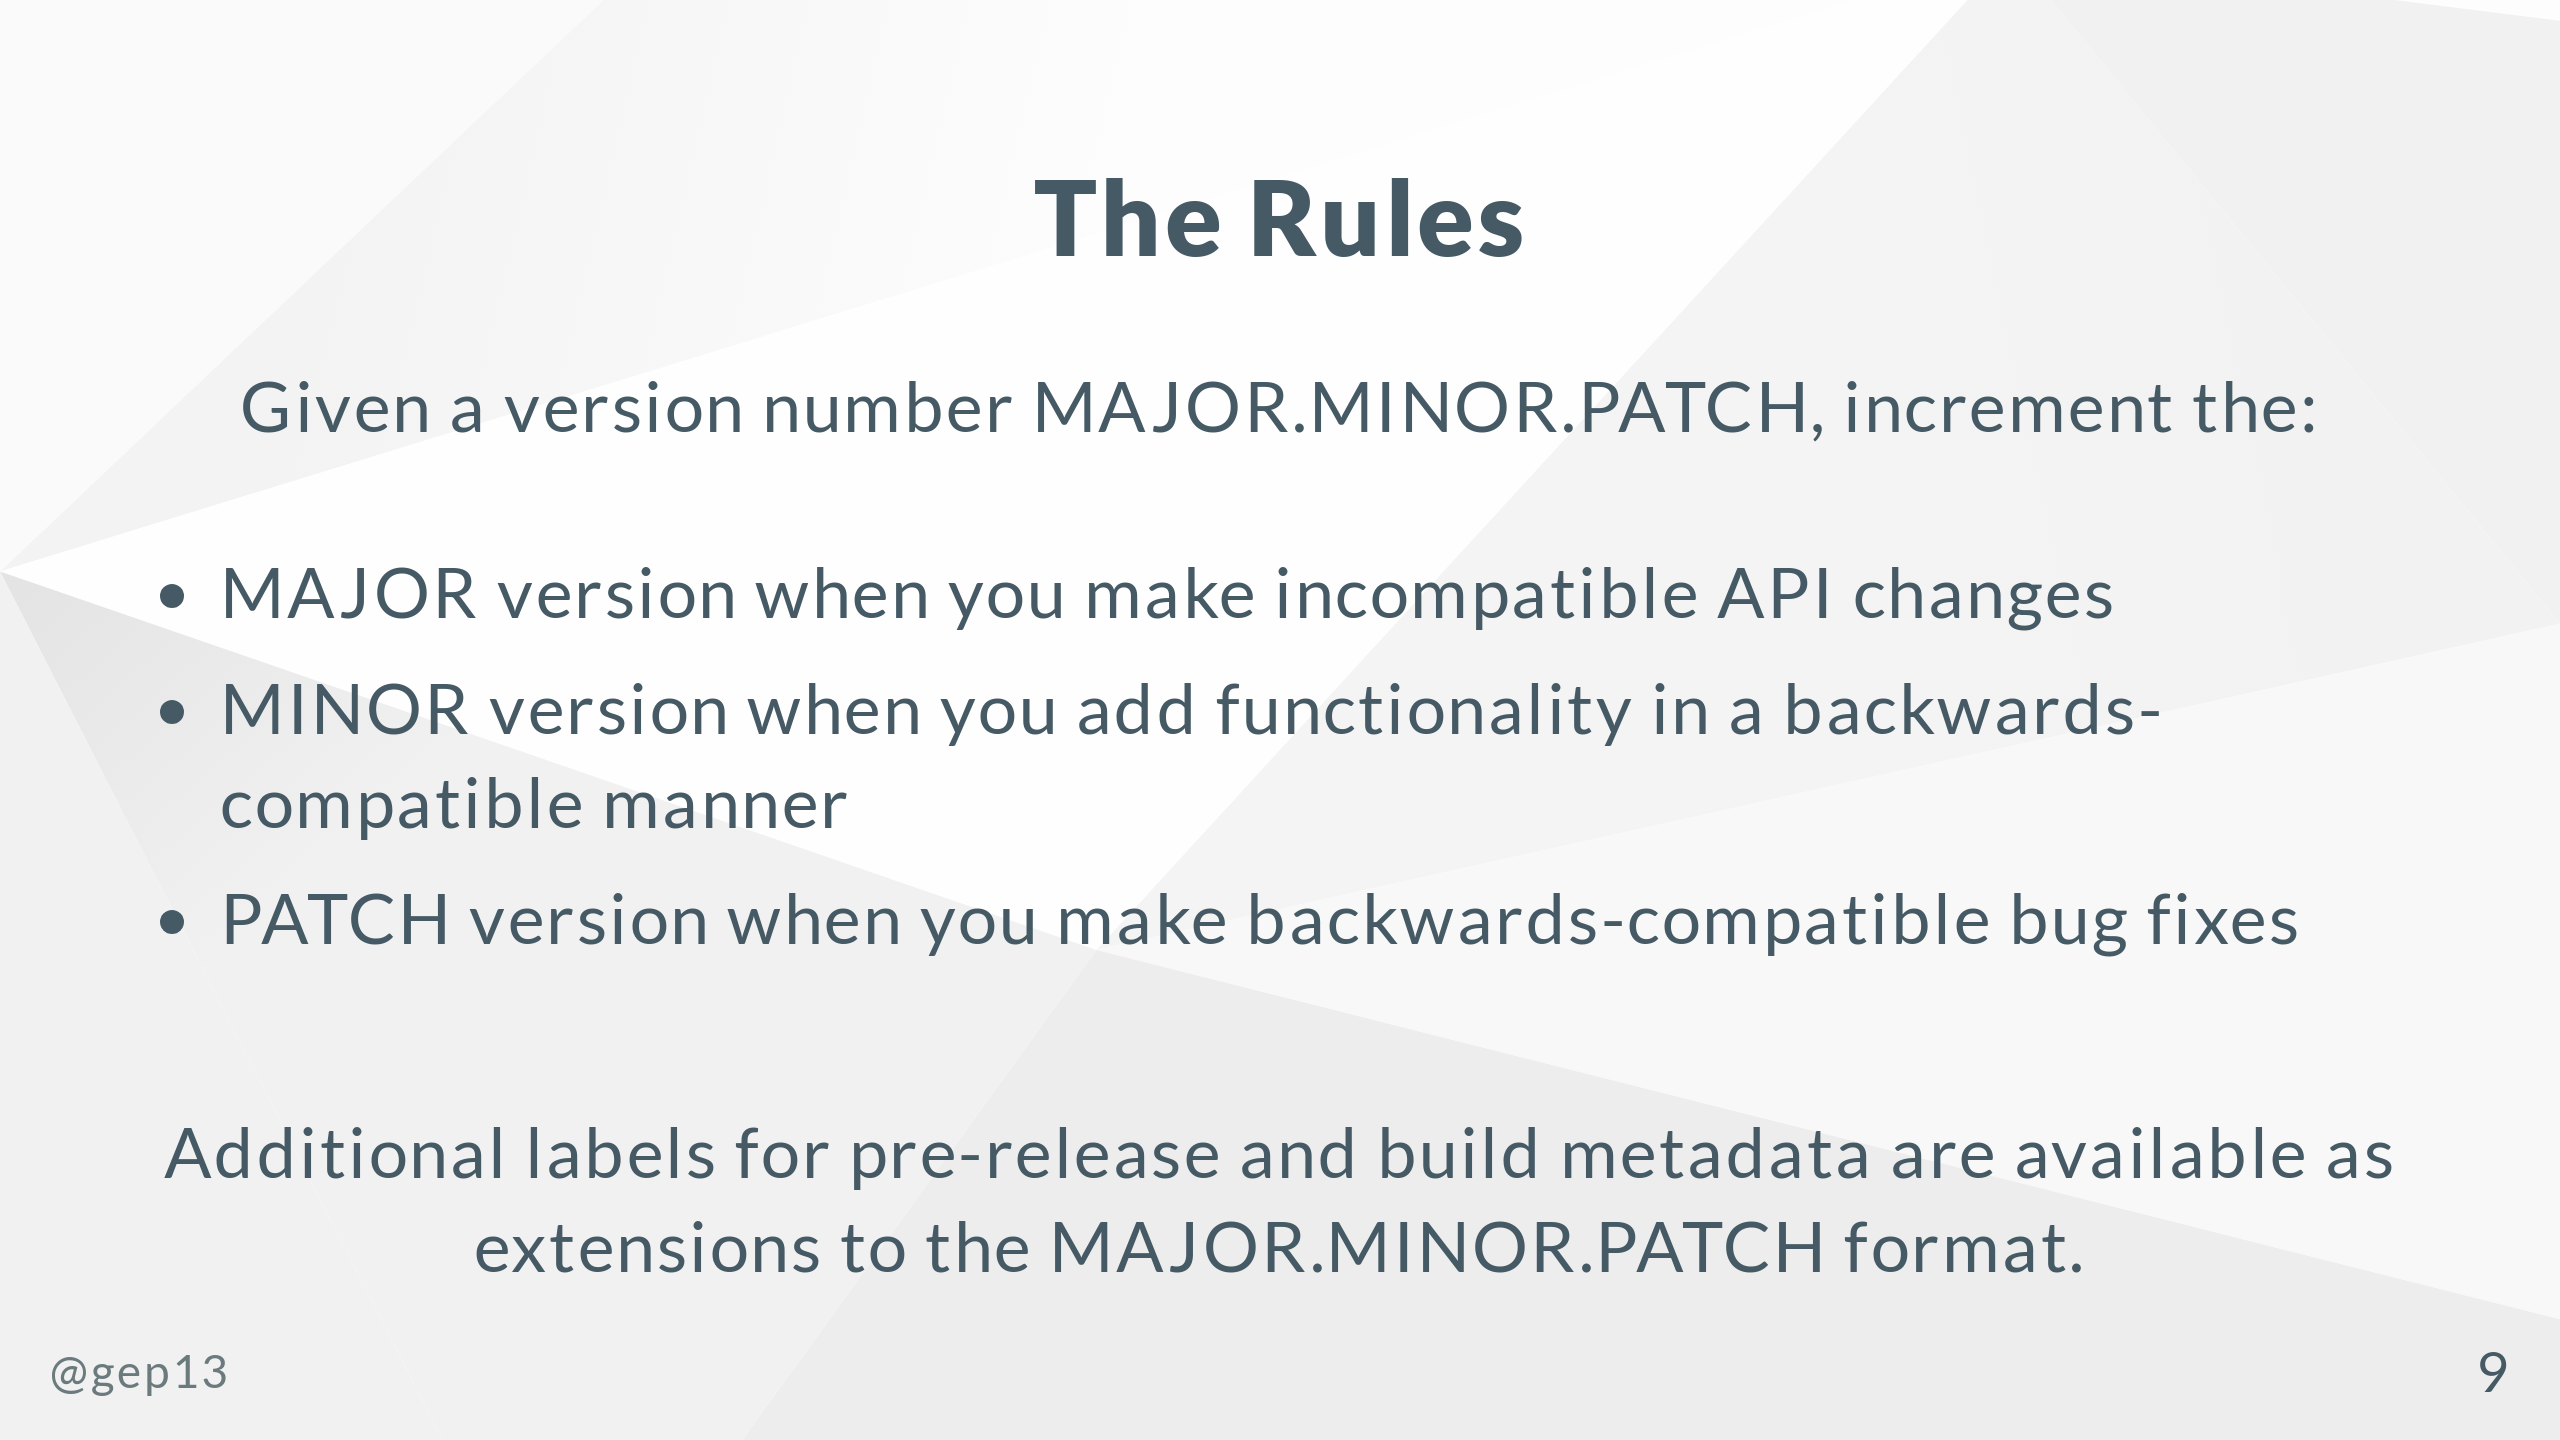 The Rules
Given a version number MAJOR.MINOR.PATCH, increment the:
• MAJOR version when you make incompatible API changes
• MINOR version when you add functionality in a backwards-
compatible manner
• PATCH version when you make backwards-compatible bug fixes
Additional labels for pre-release and build metadata are available as
extensions to the MAJOR.MINOR.PATCH format.
@gep13
9